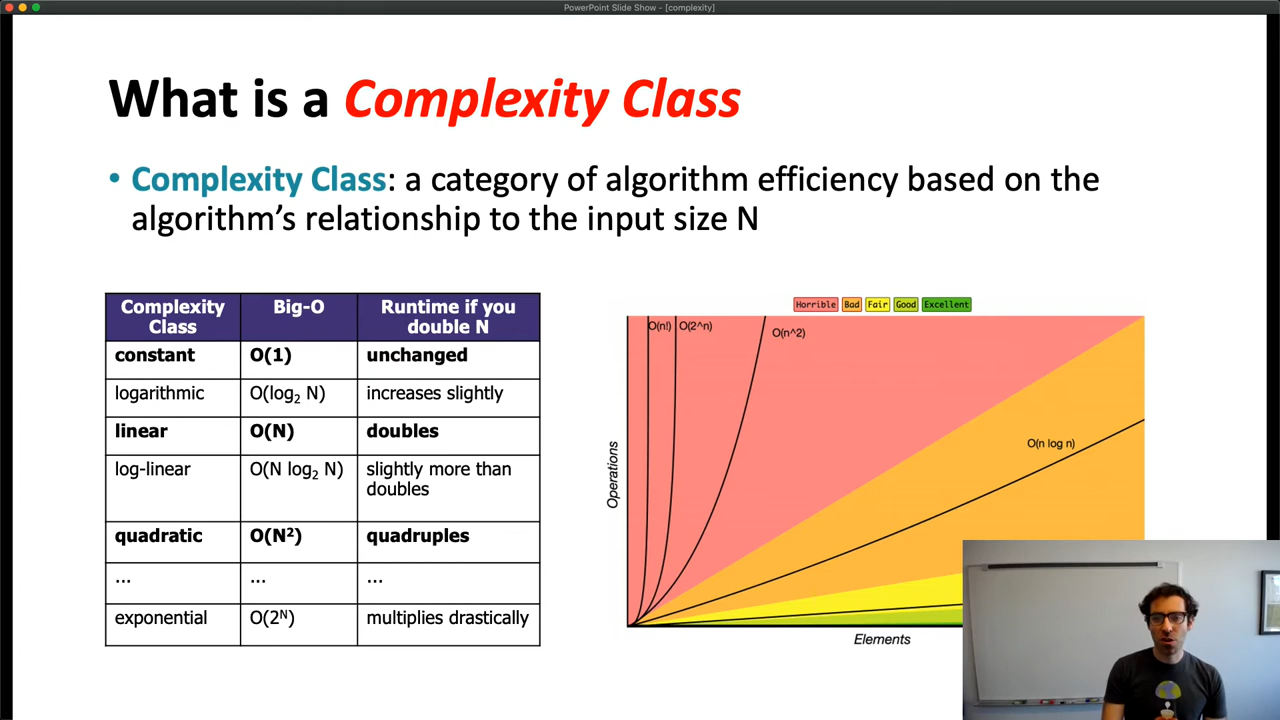 PowerPoint Slide Show - [complexity]
What is a Complexity Class
• Complexity Class: a category of algorithm efficiency based on the
algorithm’s relationship to the input size N
Complexity Class | Big-O | Runtime if you double N
constant | O(1) | unchanged
logarithmic | O(log₂ N) | increases slightly
linear | O(N) | doubles
log-linear | O(N log₂ N) | slightly more than doubles
quadratic | O(N²) | quadruples
... | ... | ...
exponential | O(2ᴺ) | multiplies drastically
Horrible Bad Fair Good Excellent
O(n!) O(2^n) O(n^2)
O(n log n)
Operations
Elements